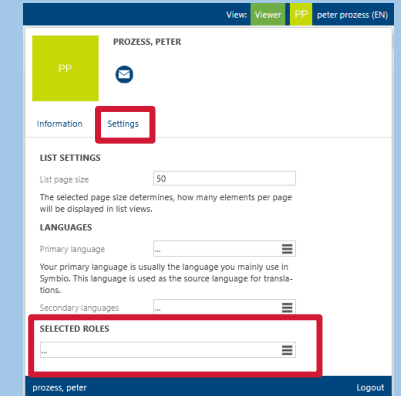 View: Viewer PP peter prozess (EN)
PROZESS, PETER
PP
Information Settings
LIST SETTINGS
List page size 50
The selected page size determines, how many elements per page
will be displayed in list views.
LANGUAGES
Primary language ...
Your primary language is usually the language you mainly use in
Symbio. This language is used as the source language for transla-
tions.
Secondary languages ...
SELECTED ROLES
...
prozess, peter Logout